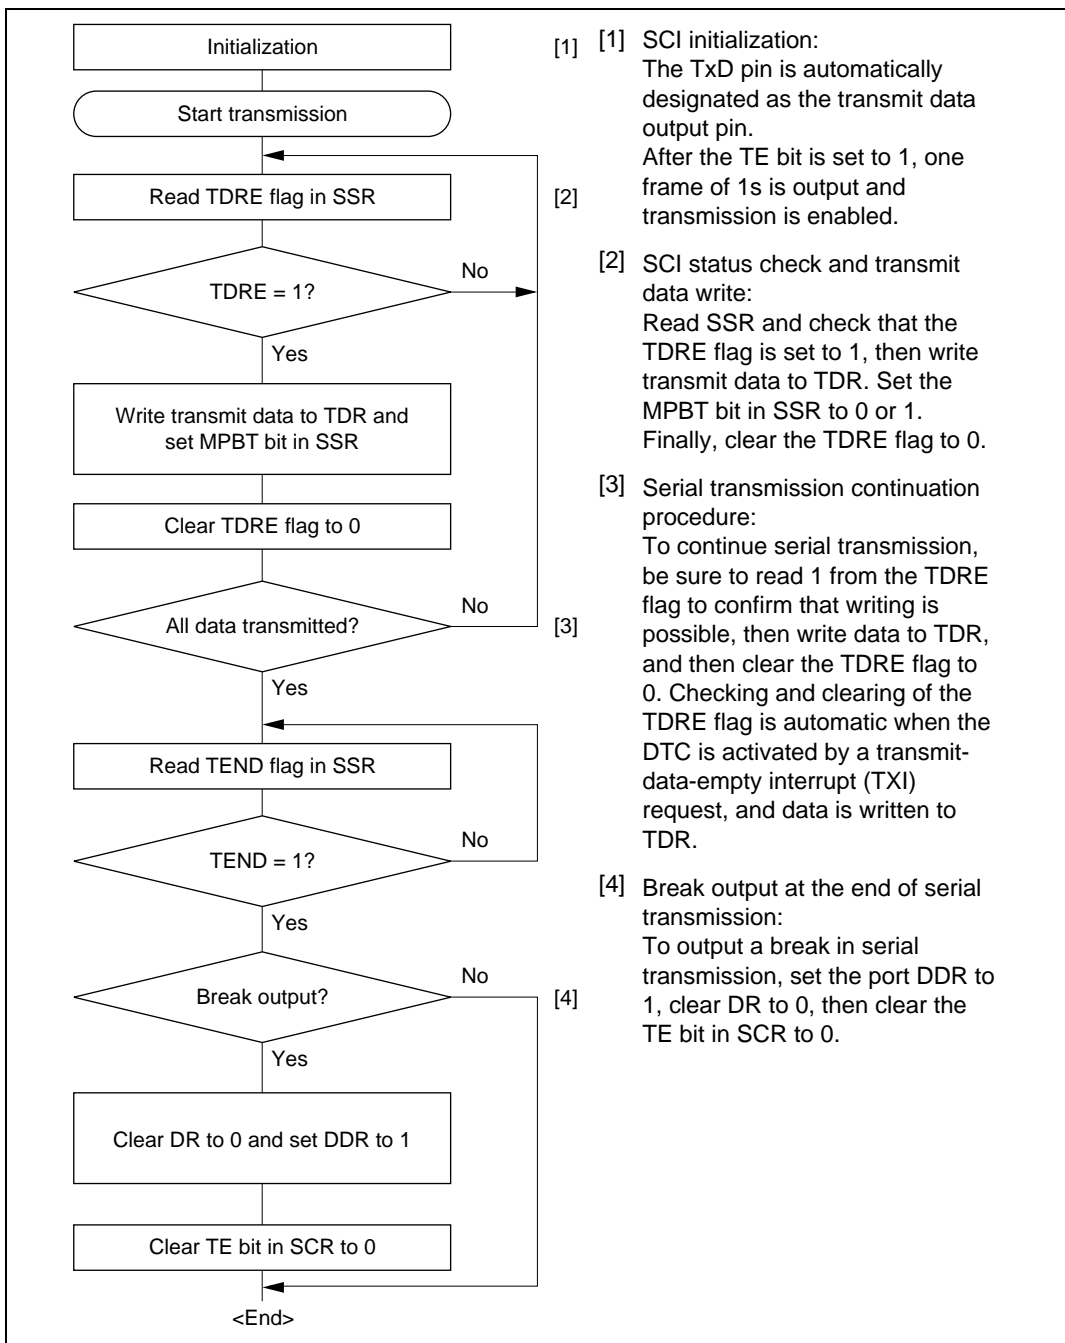 Initialization
[1]
Start transmission
Read TDRE flag in SSR
[2]
No
TDRE = 1?
Yes
Write transmit data to TDR and
set MPBT bit in SSR
Clear TDRE flag to 0
No
All data transmitted?
[3]
Yes
Read TEND flag in SSR
No
TEND = 1?
Yes
No
Break output?
[4]
Yes
Clear DR to 0 and set DDR to 1
Clear TE bit in SCR to 0
<End>
[1] SCI initialization:
The TxD pin is automatically
designated as the transmit data
output pin.
After the TE bit is set to 1, one
frame of 1s is output and
transmission is enabled.
[2] SCI status check and transmit
data write:
Read SSR and check that the
TDRE flag is set to 1, then write
transmit data to TDR. Set the
MPBT bit in SSR to 0 or 1.
Finally, clear the TDRE flag to 0.
[3] Serial transmission continuation
procedure:
To continue serial transmission,
be sure to read 1 from the TDRE
flag to confirm that writing is
possible, then write data to TDR,
and then clear the TDRE flag to
0. Checking and clearing of the
TDRE flag is automatic when the
DTC is activated by a transmit-
data-empty interrupt (TXI)
request, and data is written to
TDR.
[4] Break output at the end of serial
transmission:
To output a break in serial
transmission, set the port DDR to
1, clear DR to 0, then clear the
TE bit in SCR to 0.